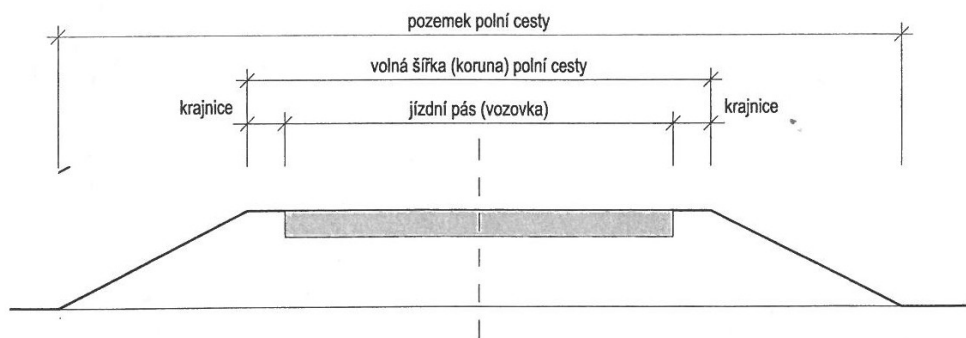 pozemek polní cesty
volná šířka (koruna) polní cesty
krajnice
jízdní pás (vozovka)
krajnice